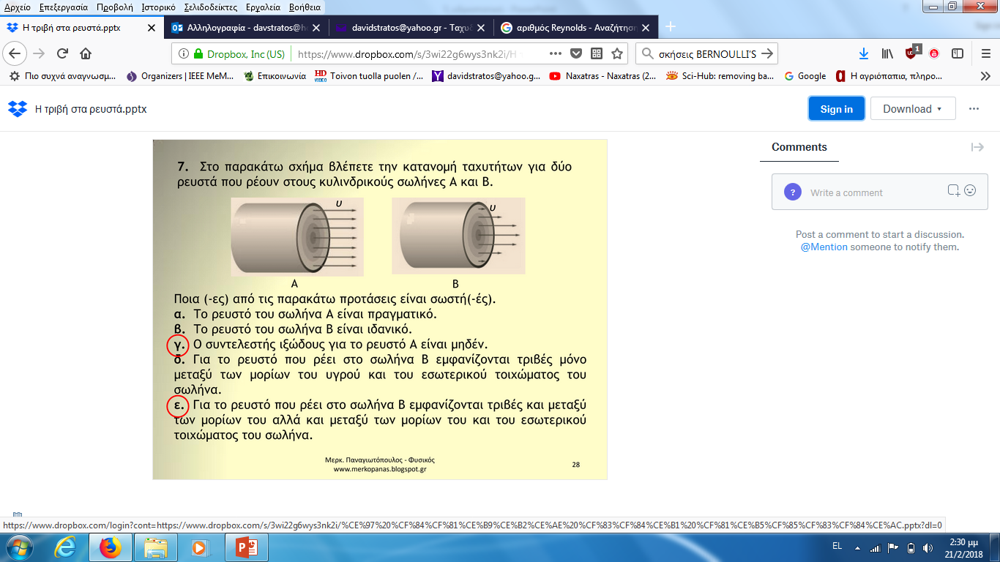 Αρχείο Επεξεργασία Προβολή Ιστορικό Σελιδοδείκτες Εργαλεία Βοήθεια
Η τριβή στα ρευστά.pptx
Αλληλογραφία - davstratos@h
davidstratos@yahoo.gr - Ταχυδ
αριθμός Reynolds - Αναζήτηση
Dropbox, Inc (US)
https://www.dropbox.com/s/3wi22g6wys3nk2i/Η τ
σκήσεις BERNOULLI'S
1
Πιο συχνά αναγνωσμ...
Organizers | IEEE MeM...
Επικοινωνία
HD VIDEO
Toivon tuolla puolen /...
davidstratos@yahoo.g...
Naxatras - Naxatras (2...
Sci-Hub: removing ba...
Google
Η αγριόπαπια, πληρο...
Η τριβή στα ρευστά.pptx
Sign in
Download
Comments
?
Write a comment
Post a comment to start a discussion.
@Mention someone to notify them.
7. Στο παρακάτω σχήμα βλέπετε την κατανομή ταχυτήτων για δύο
ρευστά που ρέουν στους κυλινδρικούς σωλήνες Α και Β.
υ
υ
Α
Β
Ποια (-ες) από τις παρακάτω προτάσεις είναι σωστή(-ές).
α. Το ρευστό του σωλήνα Α είναι πραγματικό.
β. Το ρευστό του σωλήνα Β είναι ιδανικό.
γ. Ο συντελεστής ιξώδους για το ρευστό Α είναι μηδέν.
δ. Για το ρευστό που ρέει στο σωλήνα Β εμφανίζονται τριβές μόνο
μεταξύ των μορίων του υγρού και του εσωτερικού τοιχώματος του
σωλήνα.
ε. Για το ρευστό που ρέει στο σωλήνα Β εμφανίζονται τριβές και μεταξύ
των μορίων του αλλά και μεταξύ των μορίων του και του εσωτερικού
τοιχώματος του σωλήνα.
Μερκ. Παναγιωτόπουλος - Φυσικός
www.merkopanas.blogspot.gr
28
https://www.dropbox.com/login?cont=https://www.dropbox.com/s/3wi22g6wys3nk2i/%CE%97%20%CF%84%CF%81%CE%B9%CE%B2%CE%AE%20%CF%83%CF%84%CE%B1%20%CF%81%CE%B5%CF%85%CF%83%CF%84%CE%AC.pptx?dl=0
EL
2:30 μμ
21/2/2018